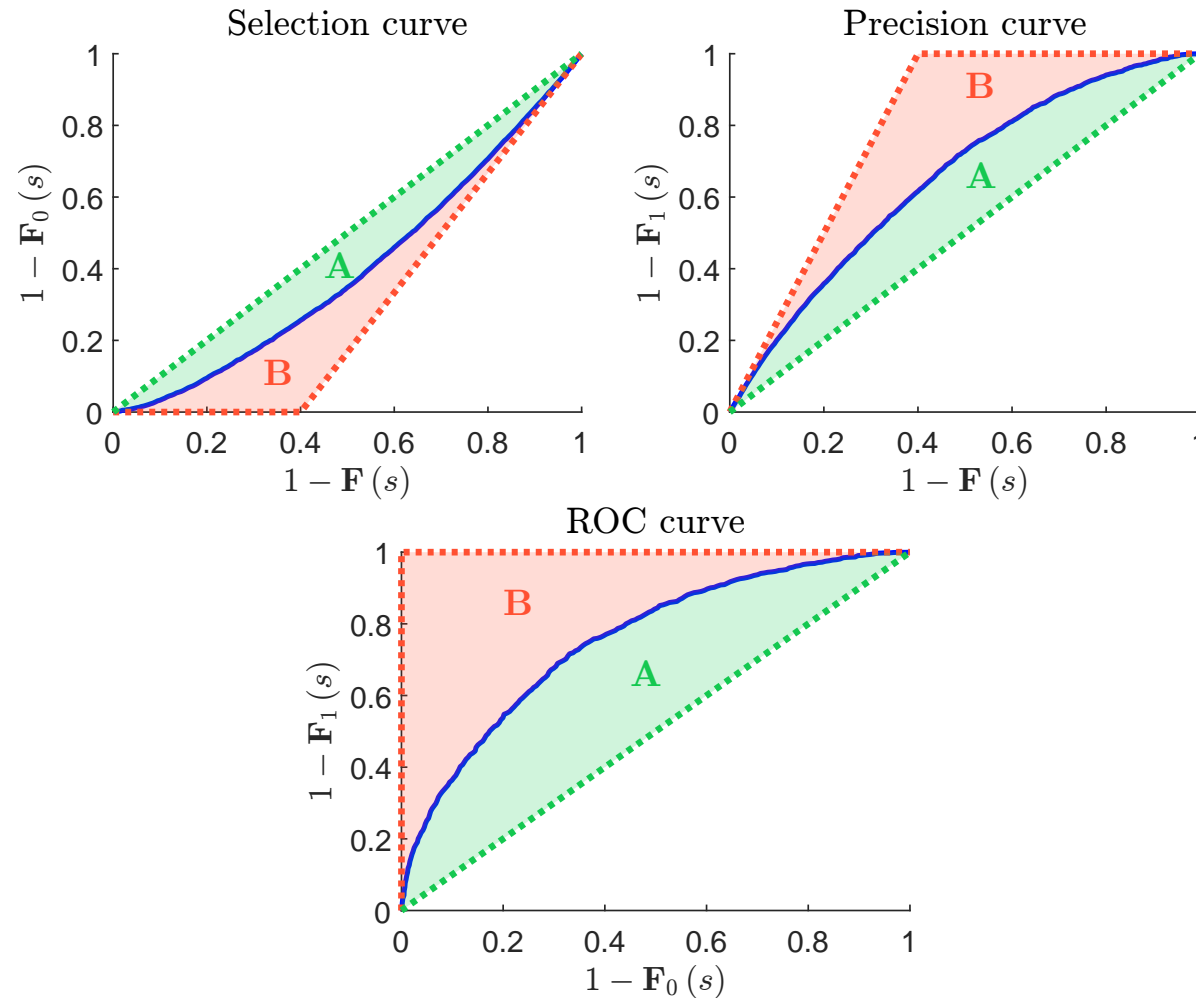 Selection curve
1
0.8
0.6
0.4
0.2
0
0 0.2 0.4 0.6 0.8 1
1 − F (s)
1 − F₀ (s)
A
B
Precision curve
1
0.8
0.6
0.4
0.2
0
0 0.2 0.4 0.6 0.8 1
1 − F (s)
1 − F₁ (s)
B
A
ROC curve
1
0.8
0.6
0.4
0.2
0
0 0.2 0.4 0.6 0.8 1
1 − F₀ (s)
1 − F₁ (s)
B
A